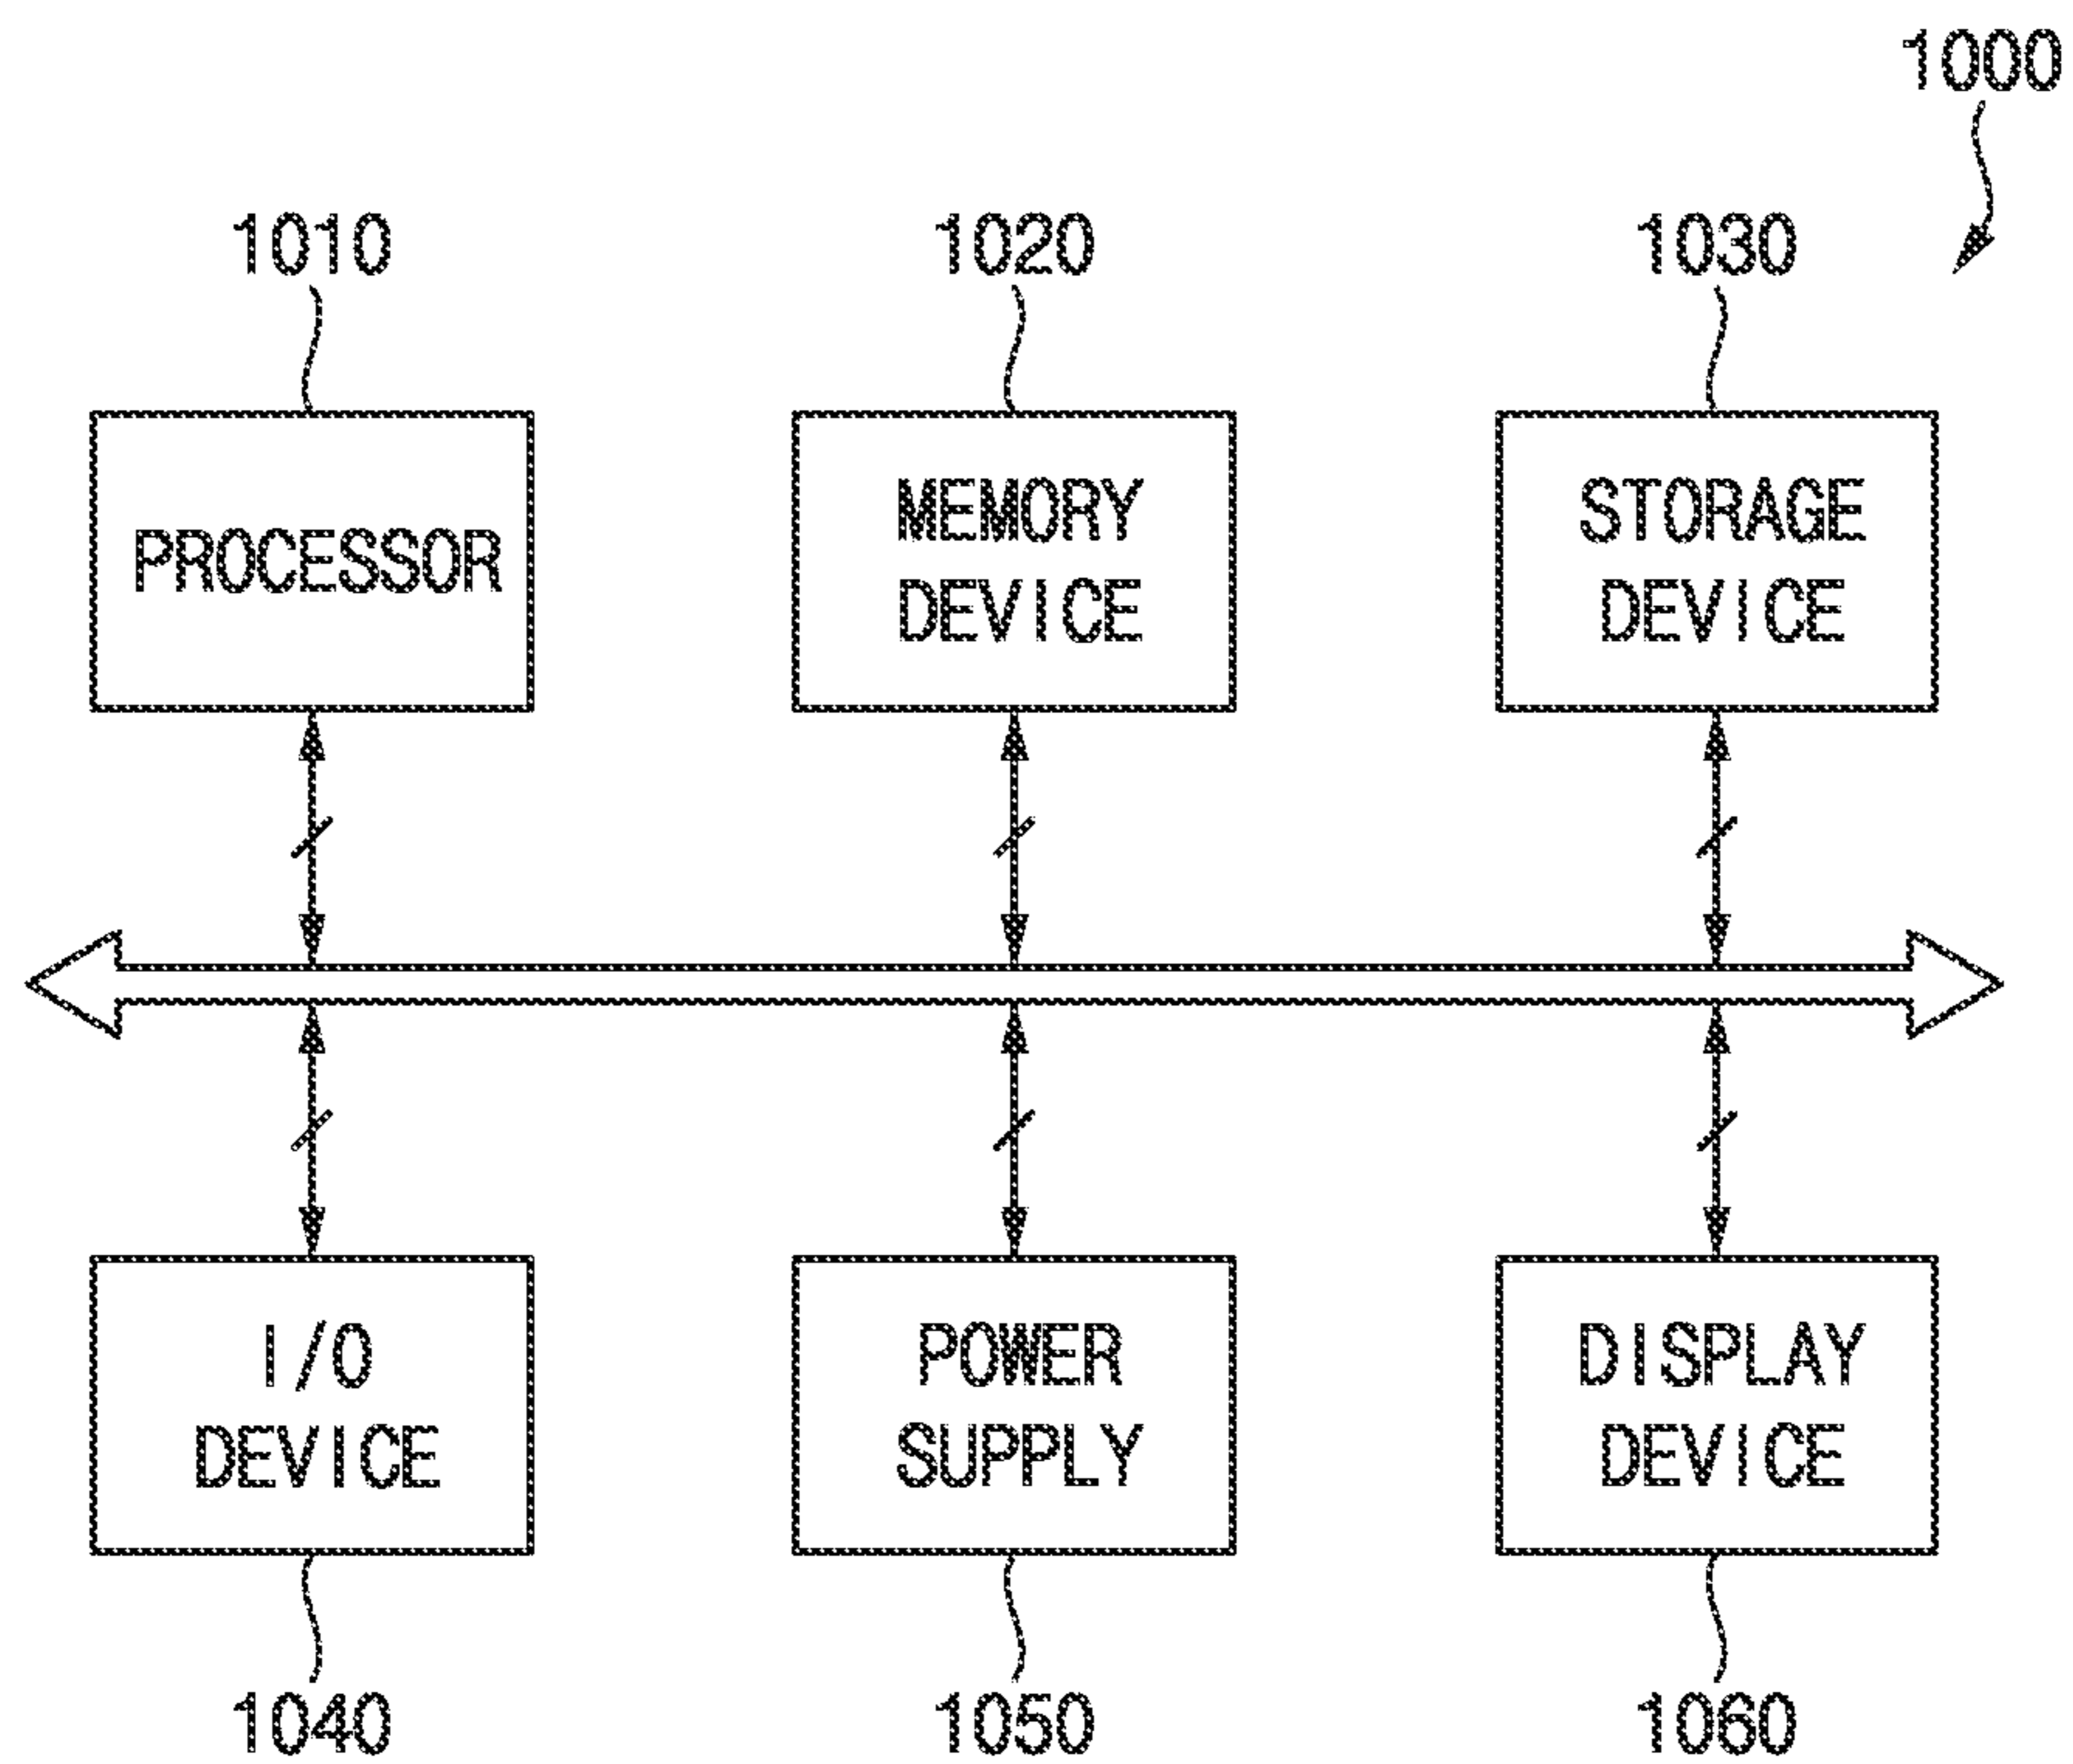 1000
1010
1020
1030
PROCESSOR
MEMORY
DEVICE
STORAGE
DEVICE
I/O
DEVICE
POWER
SUPPLY
DISPLAY
DEVICE
1040
1050
1060